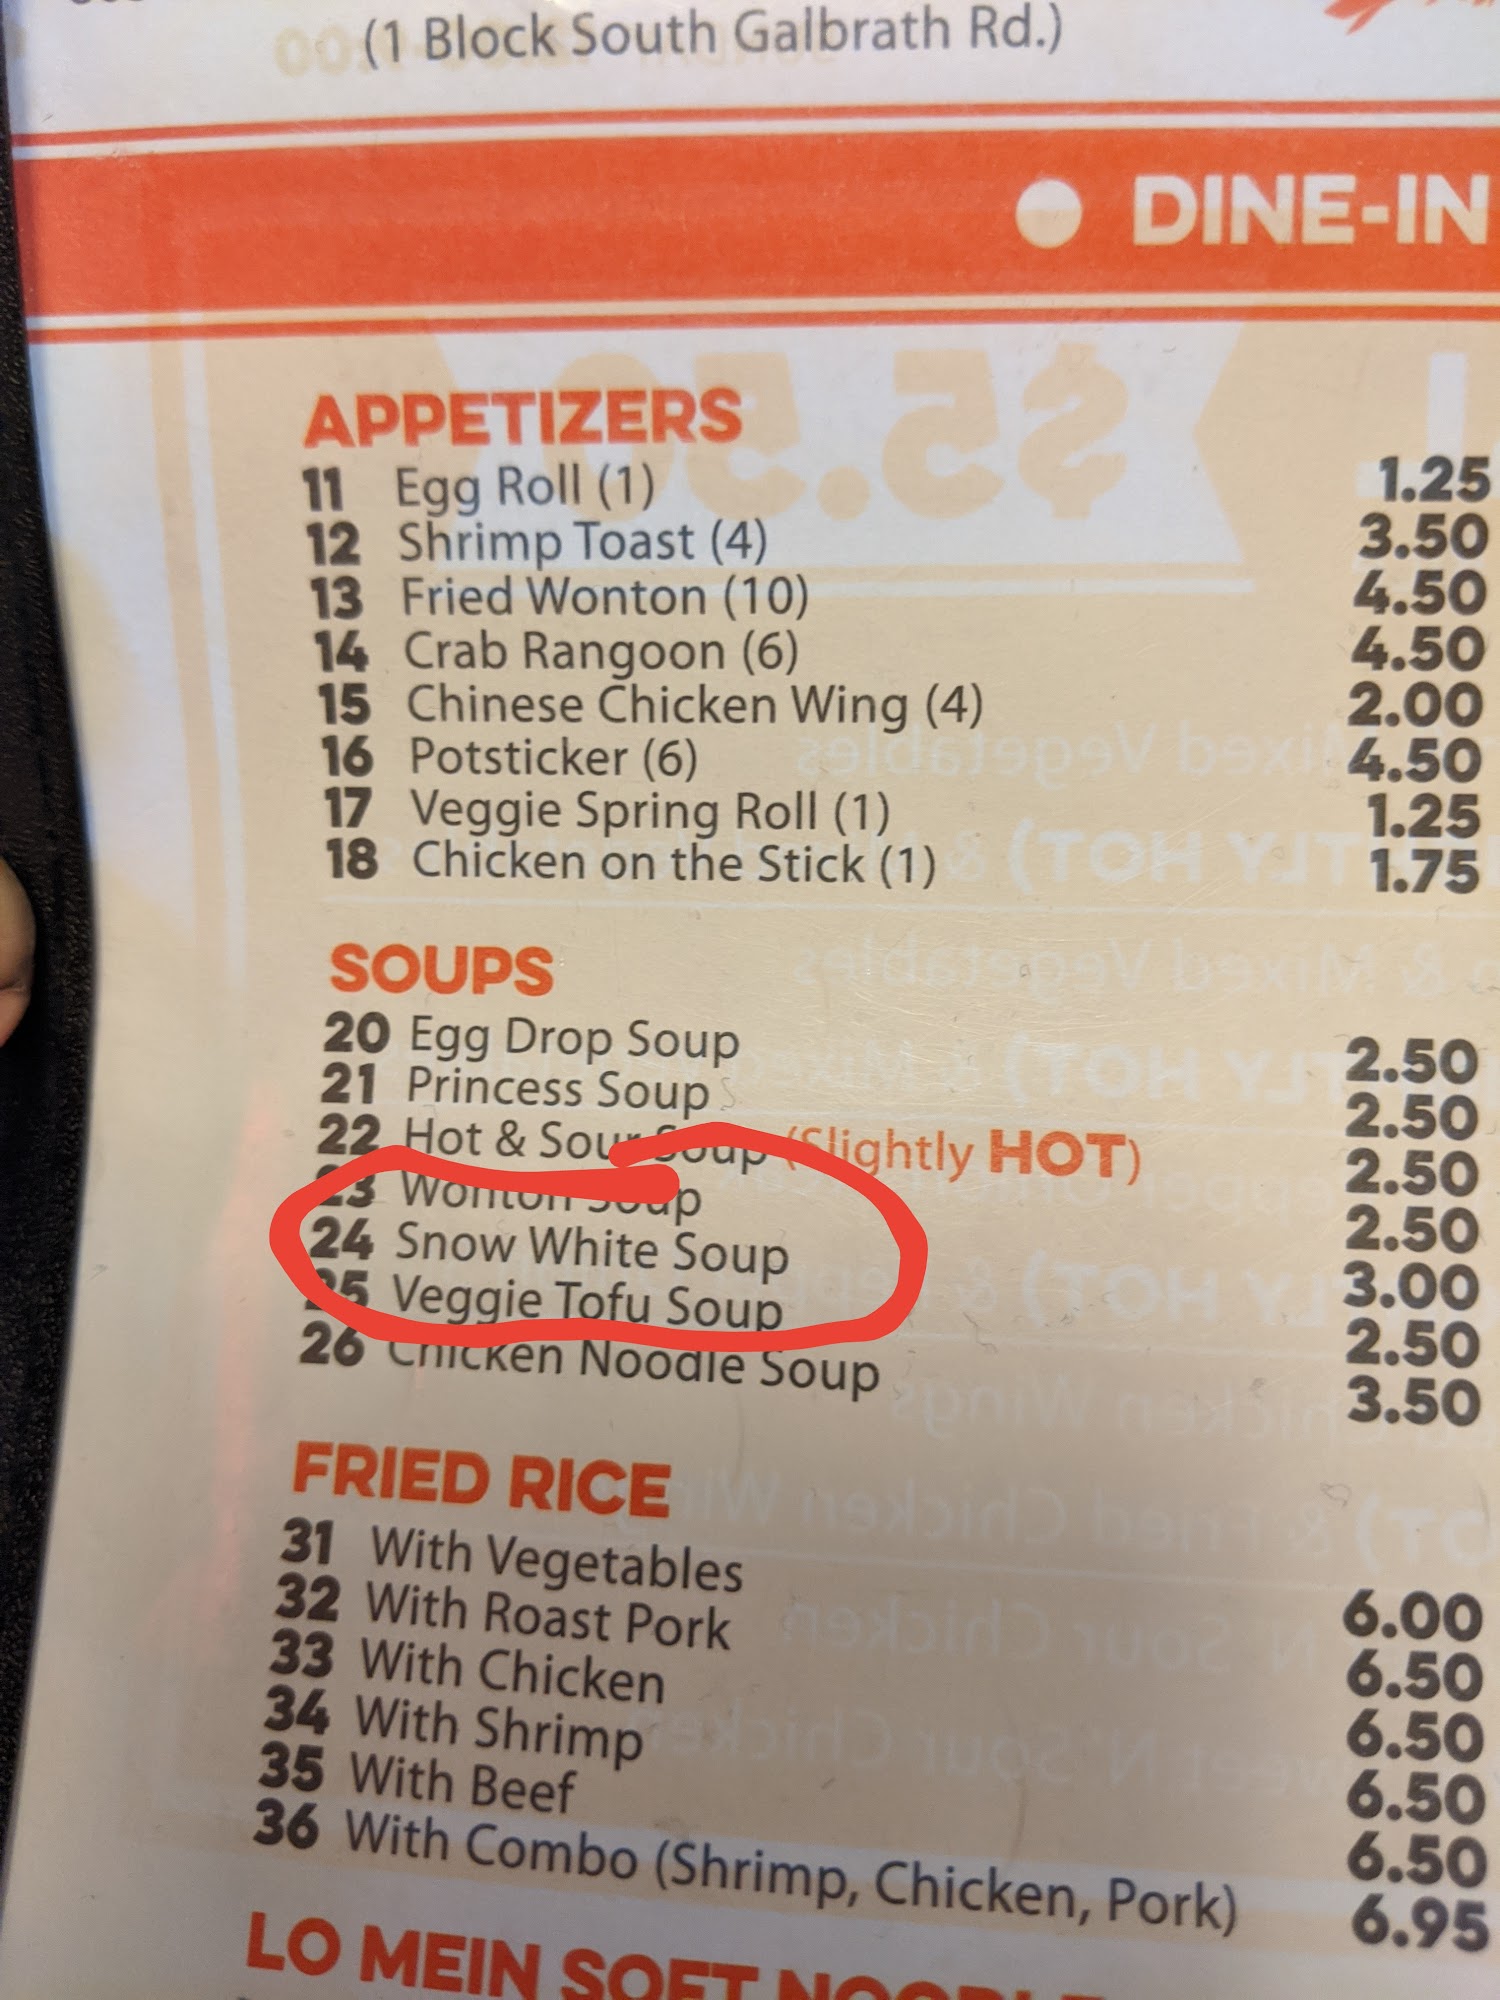 (1 Block South Galbrath Rd.)
DINE-IN
APPETIZERS
11 Egg Roll (1) 1.25
12 Shrimp Toast (4) 3.50
13 Fried Wonton (10) 4.50
14 Crab Rangoon (6) 4.50
15 Chinese Chicken Wing (4) 2.00
16 Potsticker (6) 4.50
17 Veggie Spring Roll (1) 1.25
18 Chicken on the Stick (1) 1.75
SOUPS
20 Egg Drop Soup 2.50
21 Princess Soup 2.50
22 Hot & Sour Soup (Slightly HOT) 2.50
23 Wonton Soup 2.50
24 Snow White Soup 3.00
25 Veggie Tofu Soup 2.50
26 Chicken Noodle Soup 3.50
FRIED RICE
31 With Vegetables 6.00
32 With Roast Pork 6.50
33 With Chicken 6.50
34 With Shrimp 6.50
35 With Beef 6.50
36 With Combo (Shrimp, Chicken, Pork) 6.95
LO MEIN SOFT NOODLE